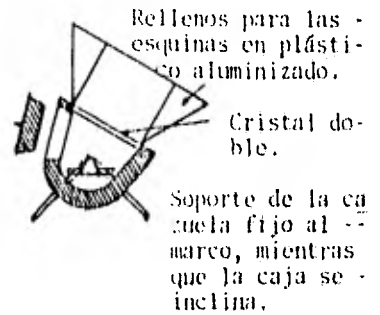 Rellenos para las -
esquinas en plásti-
co aluminizado.
Cristal do-
ble.
Soporte de la ca
zuela fijo al --
marco, mientras
que la caja se -
inclina.